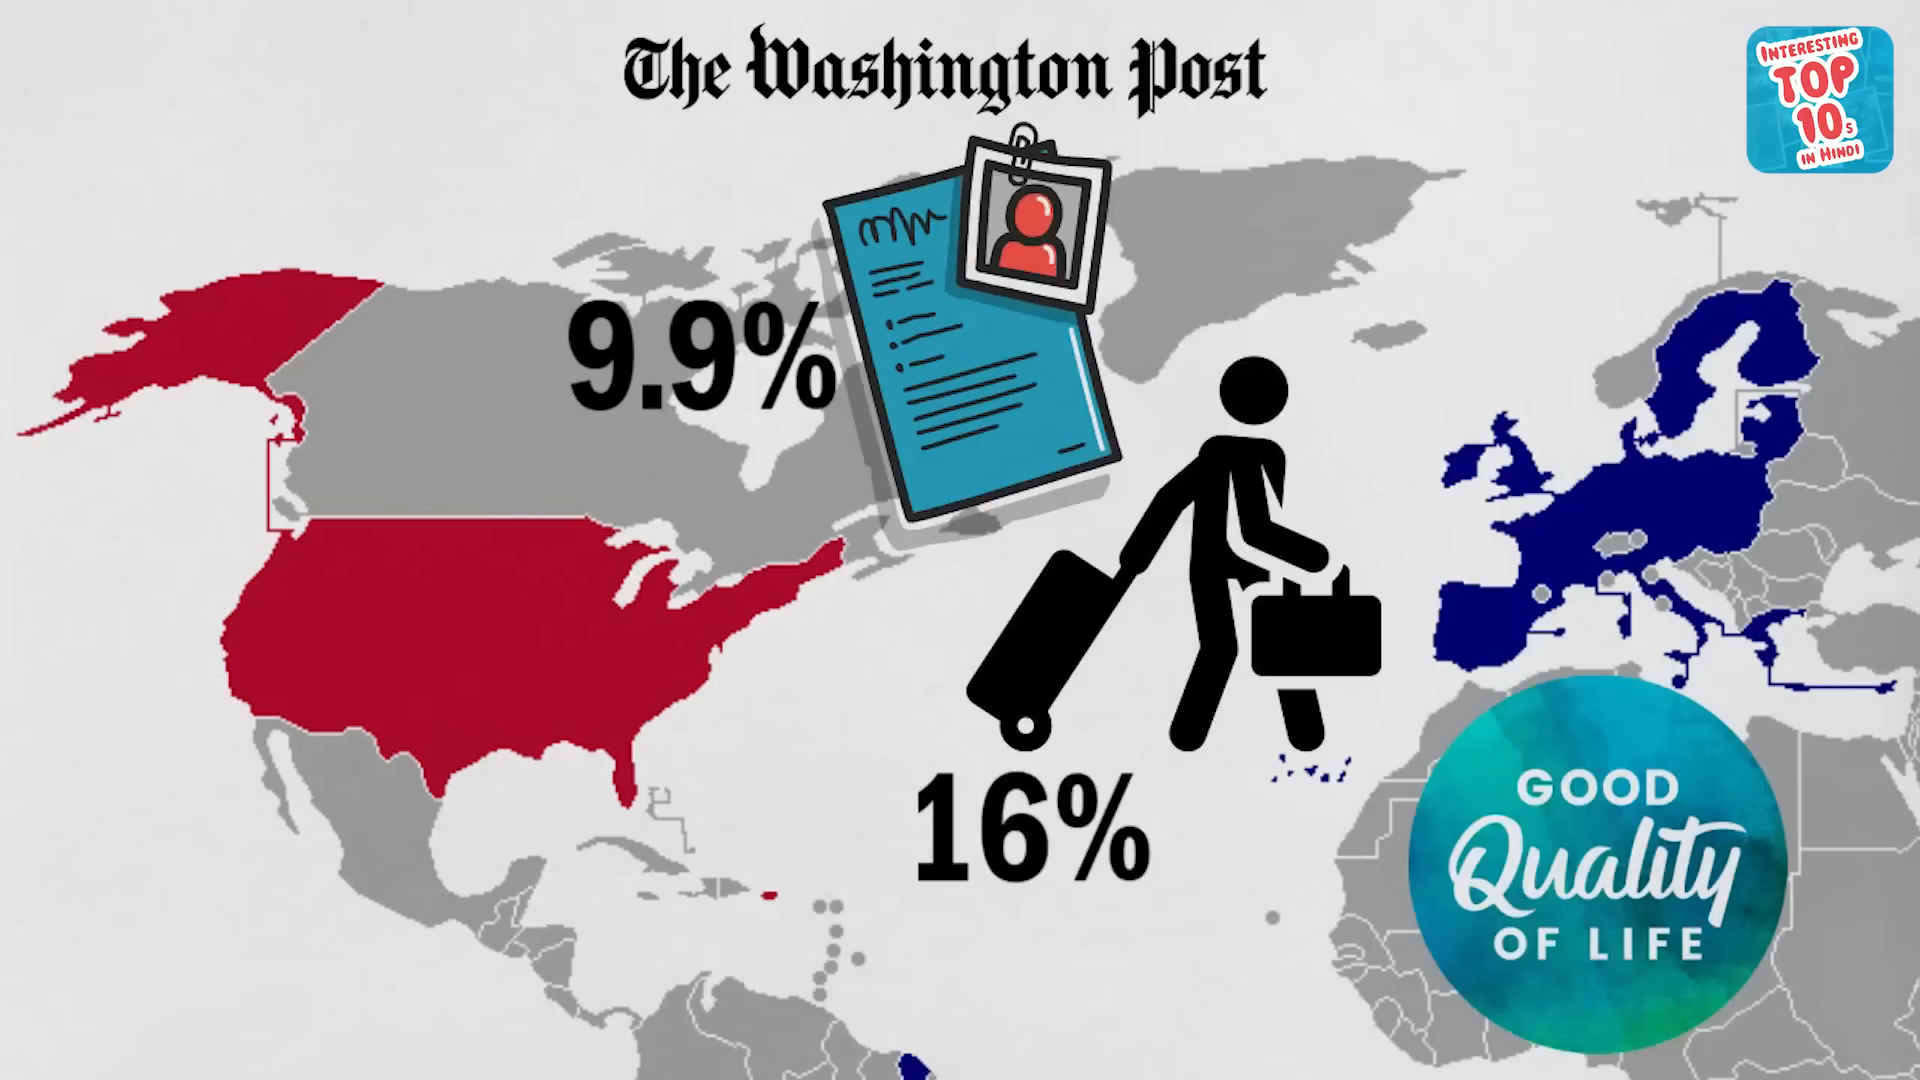 The Washington Post
INTERESTING
TOP
10s
IN HINDI
9.9%
16%
GOOD
Quality
OF LIFE